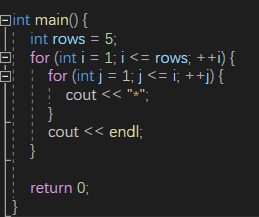 int main() {
    int rows = 5;
    for (int i = 1; i <= rows; ++i) {
        for (int j = 1; j <= i; ++j) {
            cout << "*";
        }
        cout << endl;
    }

    return 0;
}